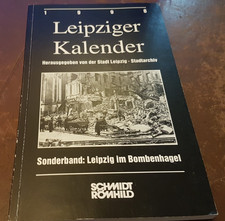 Leipziger
Kalender
Herausgegeben von der Stadt Leipzig - Stadtarchiv
Sonderband: Leipzig im Bombenhagel
SCHMIDT
RÖMHILD